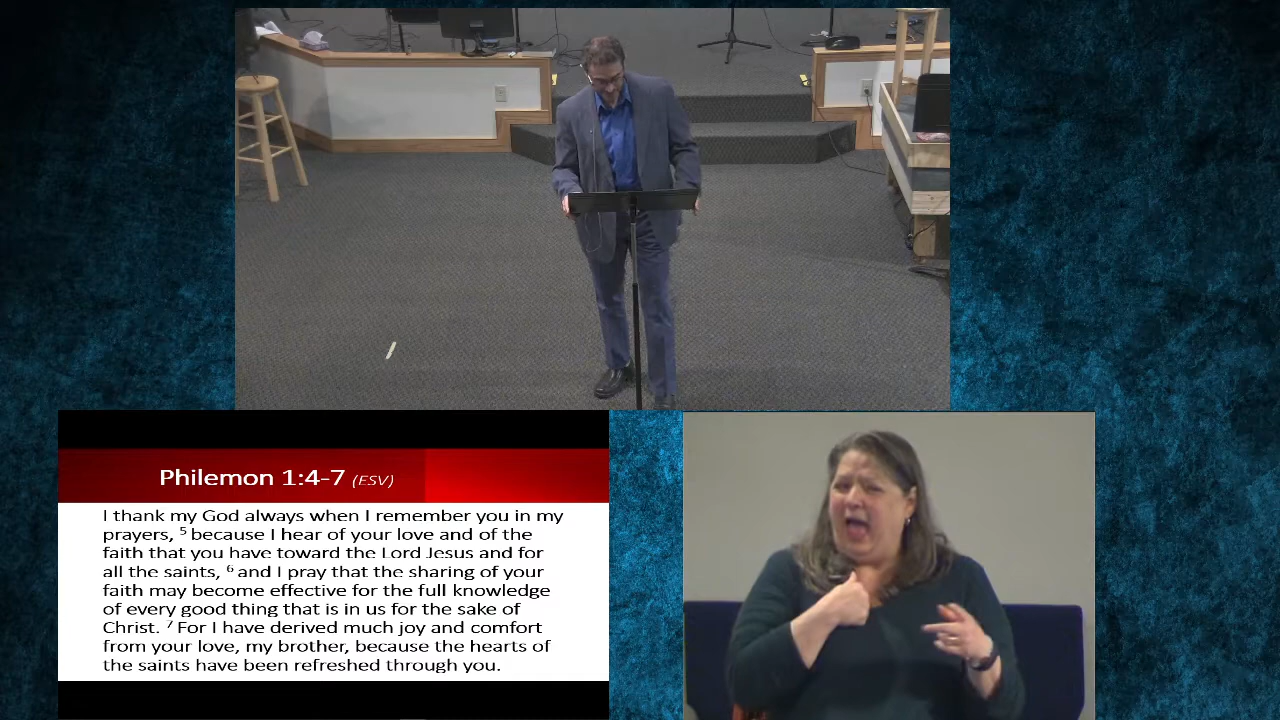 Philemon 1:4-7 (ESV)
I thank my God always when I remember you in my
prayers, 5 because I hear of your love and of the
faith that you have toward the Lord Jesus and for
all the saints, 6 and I pray that the sharing of your
faith may become effective for the full knowledge
of every good thing that is in us for the sake of
Christ. 7 For I have derived much joy and comfort
from your love, my brother, because the hearts of
the saints have been refreshed through you.